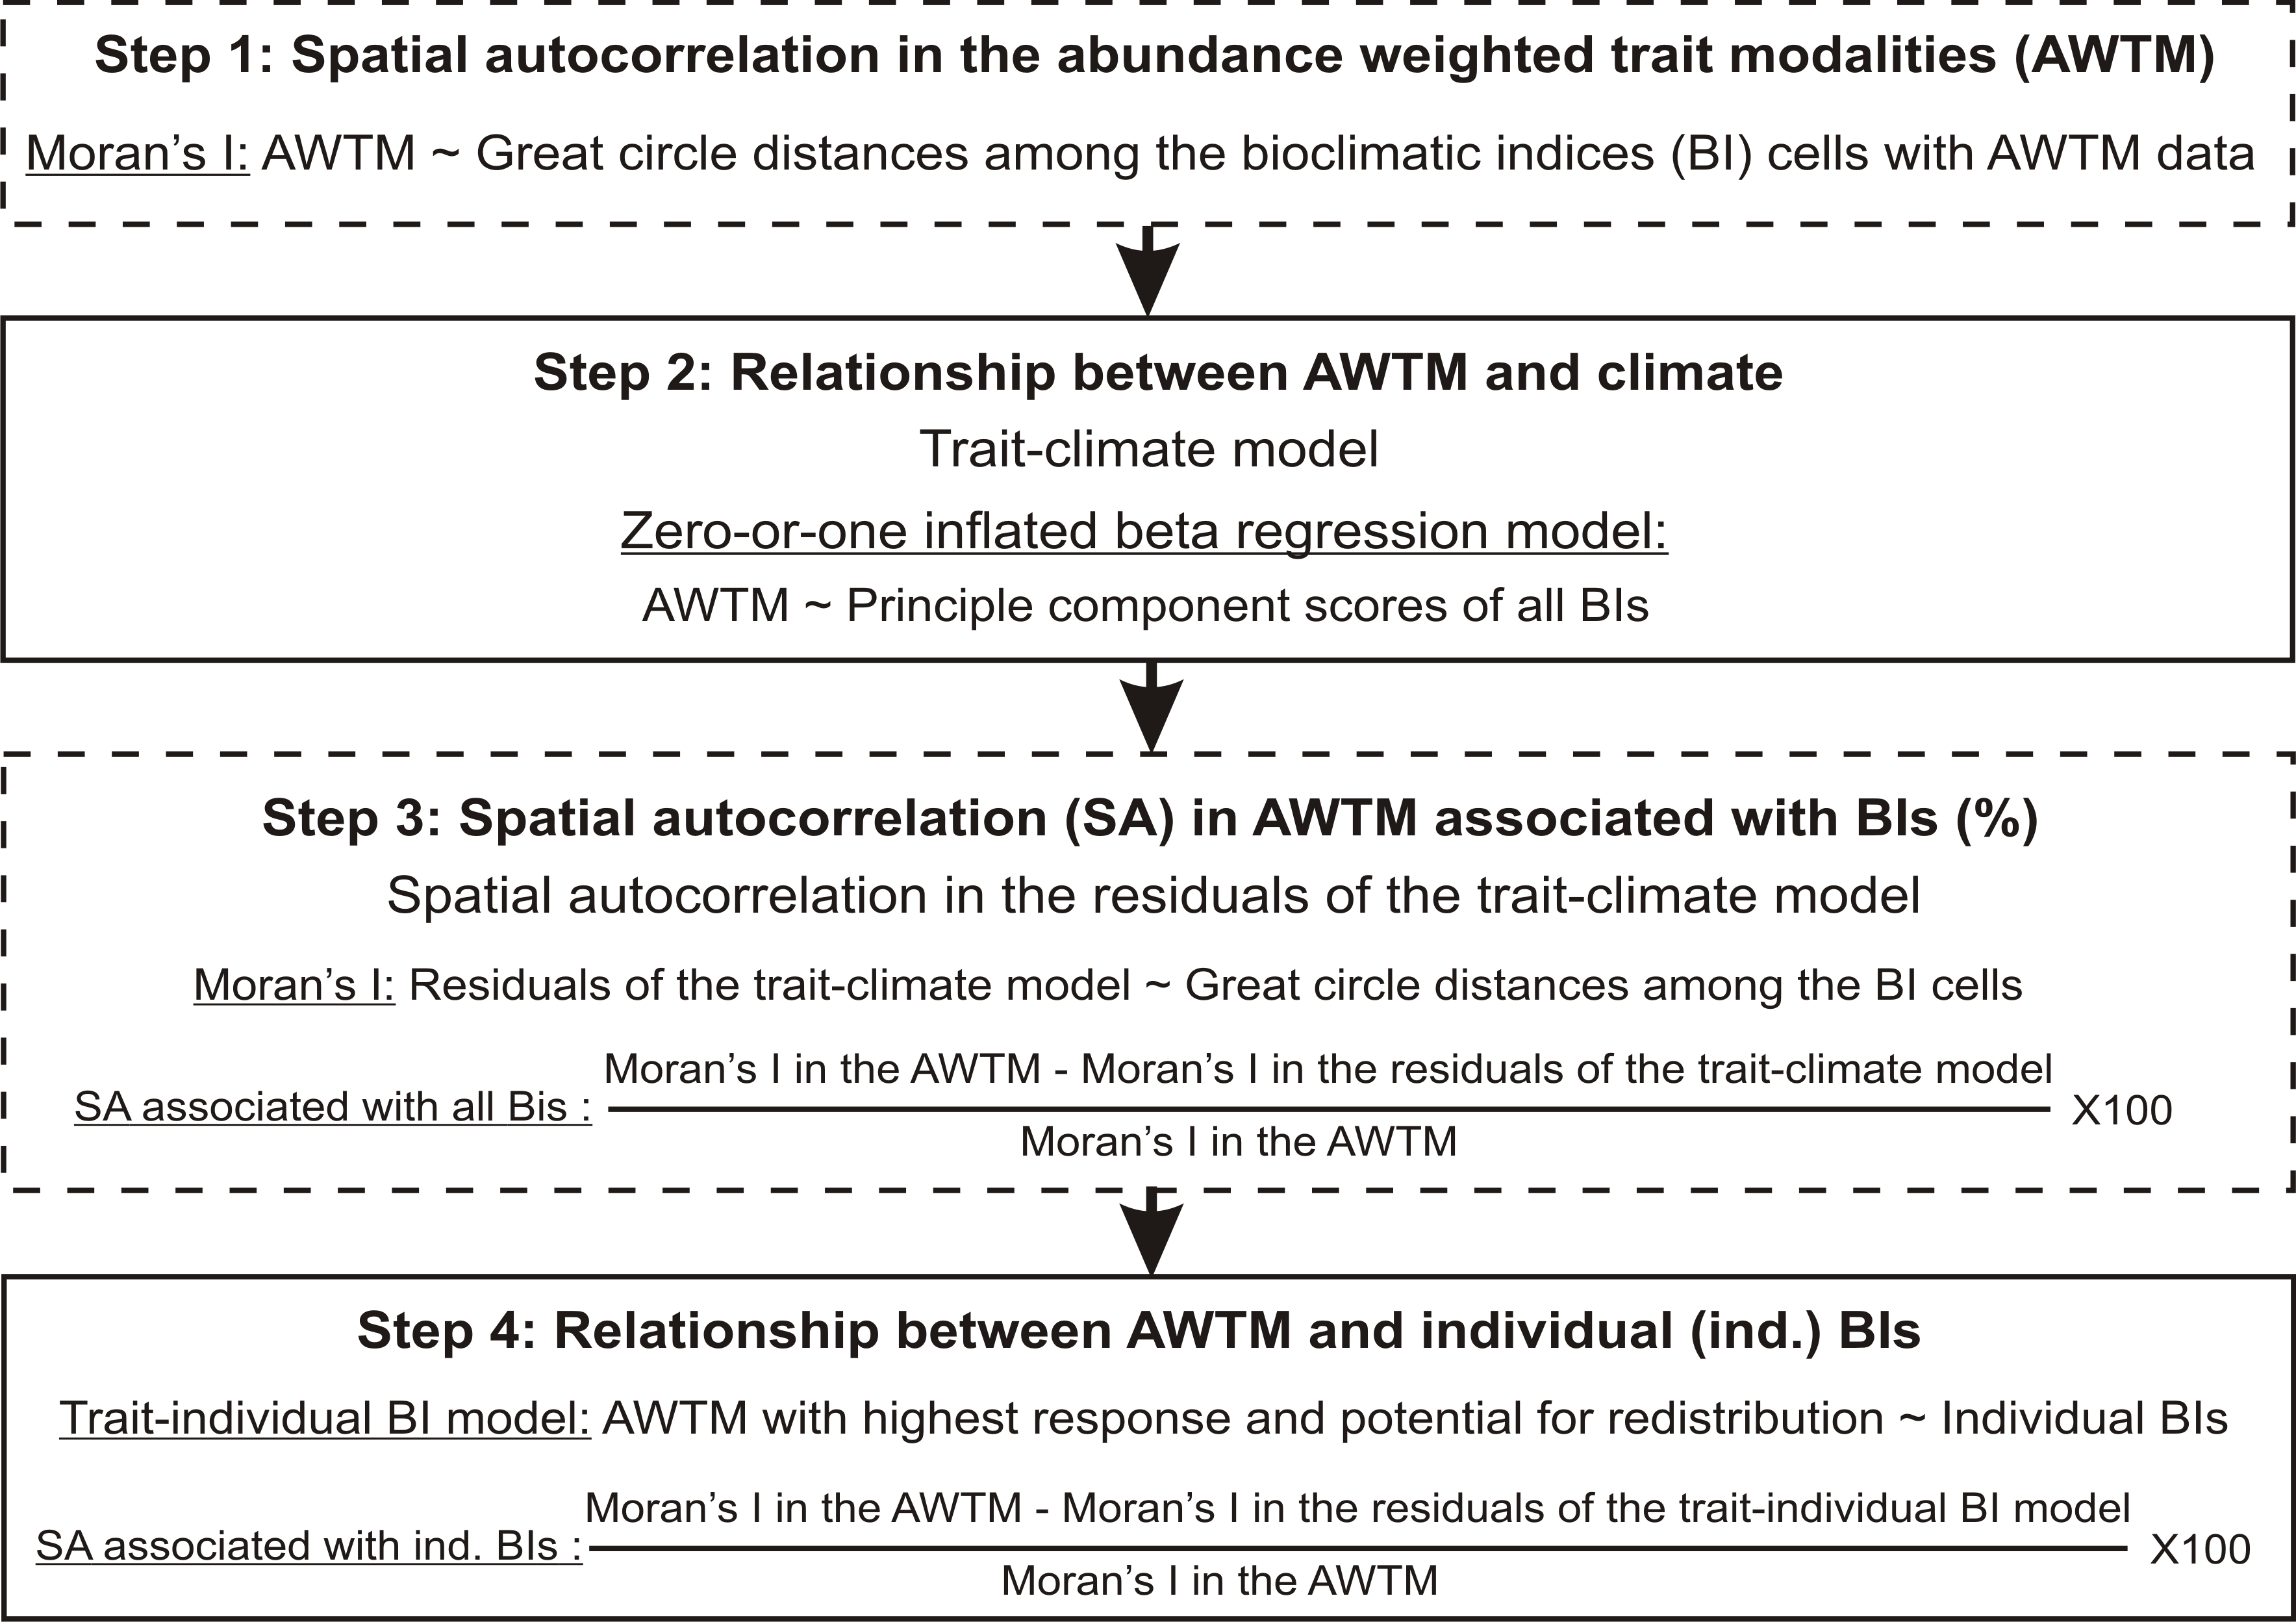 Step 1: Spatial autocorrelation in the abundance weighted trait modalities (AWTM)
Moran’s I: AWTM ~ Great circle distances among the bioclimatic indices (BI) cells with AWTM data
Step 2: Relationship between AWTM and climate
Trait-climate model
Zero-or-one inflated beta regression model:
AWTM ~ Principle component scores of all BIs
Step 3: Spatial autocorrelation (SA) in AWTM associated with BIs (%)
Spatial autocorrelation in the residuals of the trait-climate model
Moran’s I: Residuals of the trait-climate model ~ Great circle distances among the BI cells
Moran’s I in the AWTM - Moran’s I in the residuals of the trait-climate model
SA associated with all Bis : X100
Moran’s I in the AWTM
Step 4: Relationship between AWTM and individual (ind.) BIs
Trait-individual BI model: AWTM with highest response and potential for redistribution ~ Individual BIs
Moran’s I in the AWTM - Moran’s I in the residuals of the trait-individual BI model
SA associated with ind. BIs : X100
Moran’s I in the AWTM